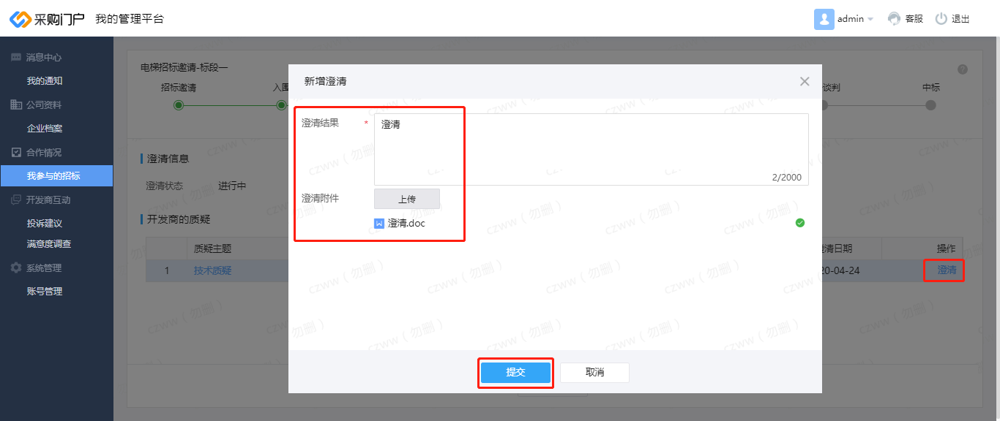 采购门户 我的管理平台
admin 客服 退出
消息中心
我的通知
公司资料
企业档案
合作情况
我参与的招标
开发商互动
投诉建议
满意度调查
系统管理
账号管理
电梯招标邀请-标段一
招标邀请 入围 谈判 中标
澄清信息
澄清状态 进行中
开发商的质疑
质疑主题 澄清日期 操作
1 技术质疑 20-04-24 澄清
新增澄清
澄清结果 * 澄清
2/2000
澄清附件 上传
澄清.doc
提交 取消
czww（勿删）